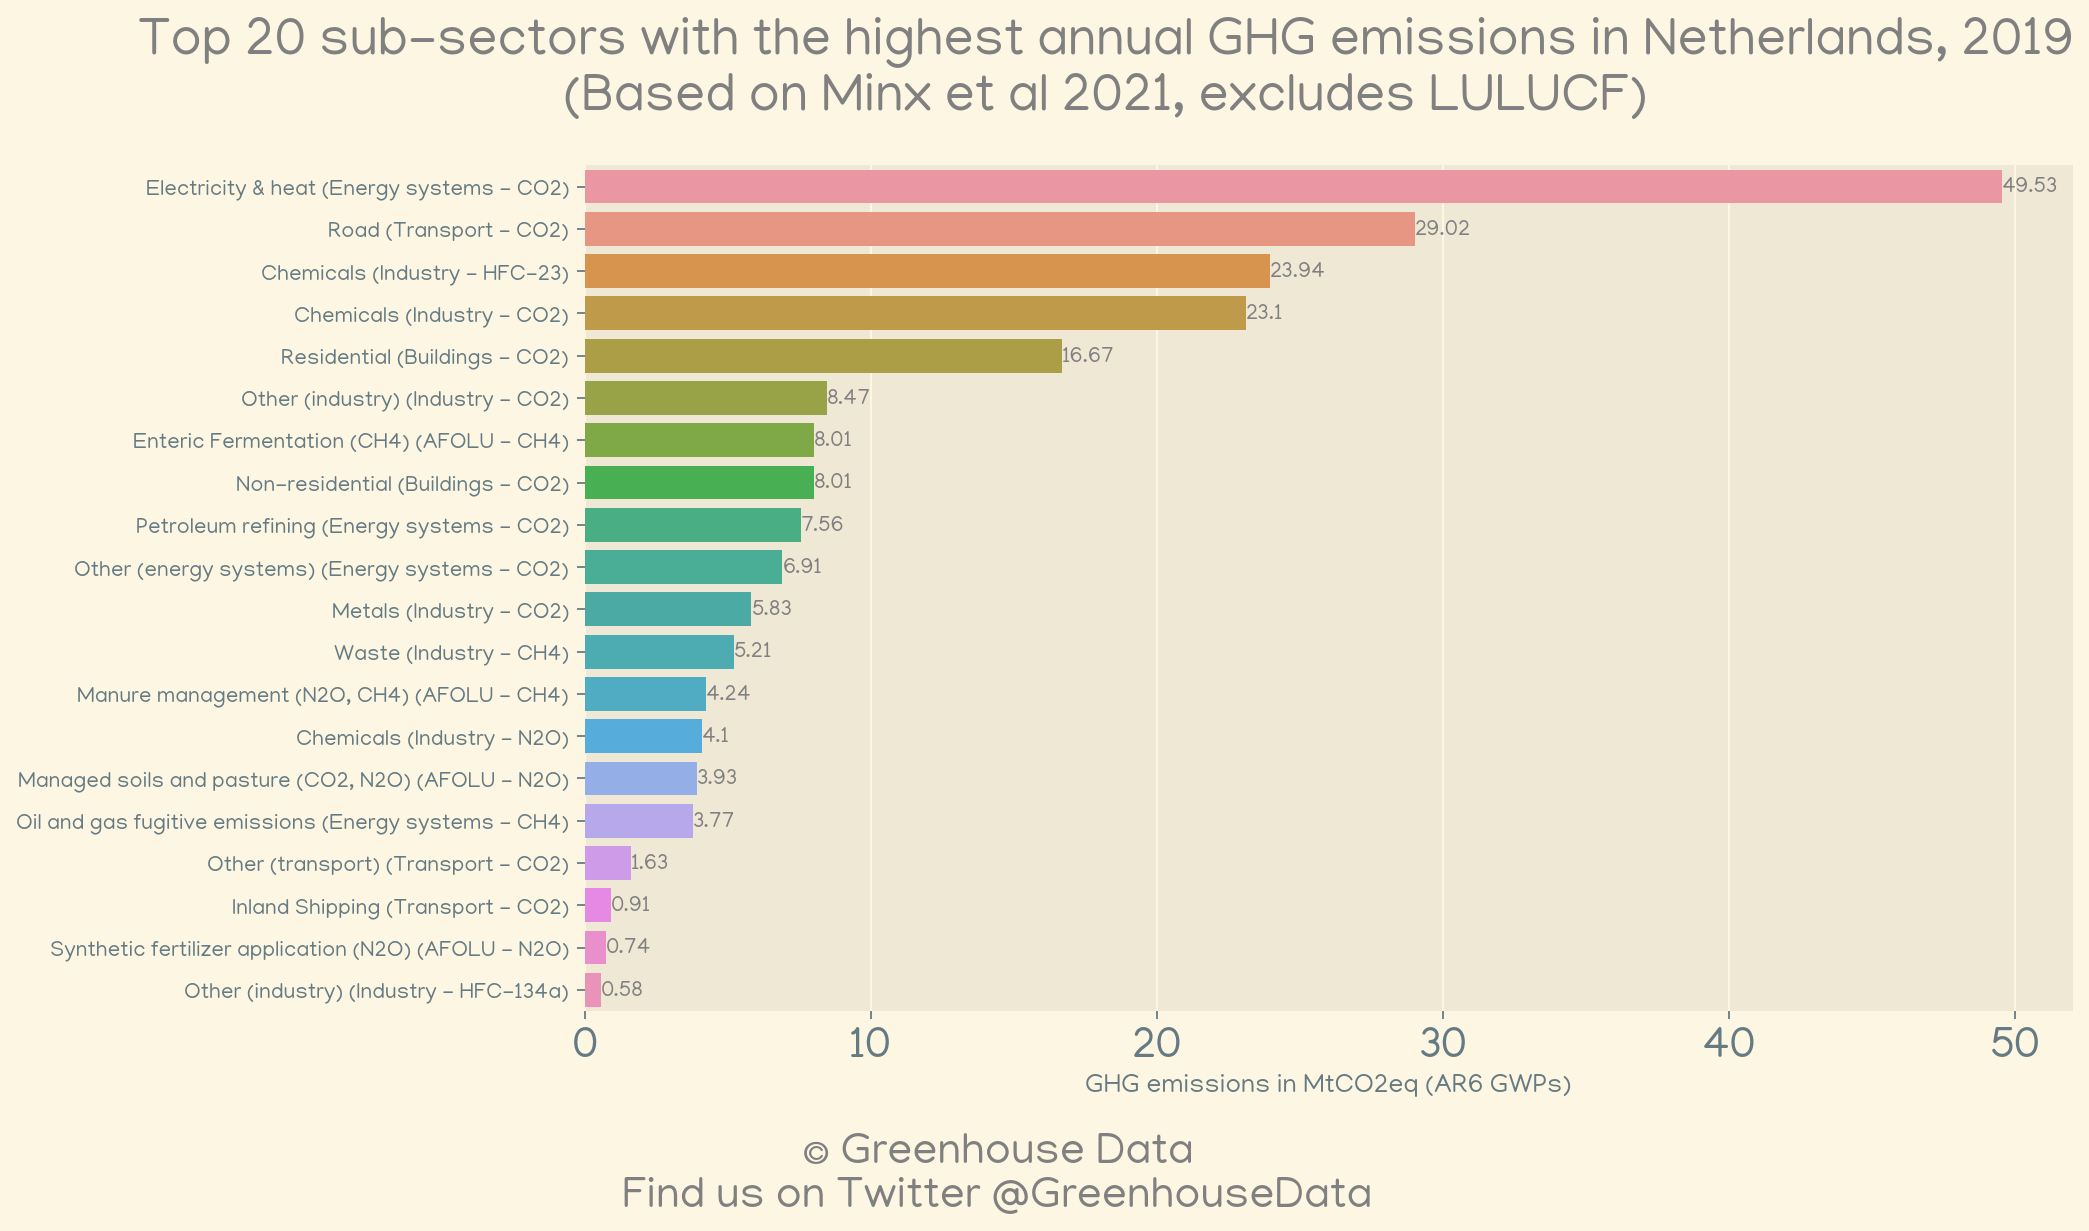 Top 20 sub-sectors with the highest annual GHG emissions in Netherlands, 2019
(Based on Minx et al 2021, excludes LULUCF)
Electricity & heat (Energy systems - CO2) 49.53
Road (Transport - CO2) 29.02
Chemicals (Industry - HFC-23) 23.94
Chemicals (Industry - CO2) 23.1
Residential (Buildings - CO2) 16.67
Other (industry) (Industry - CO2) 8.47
Enteric Fermentation (CH4) (AFOLU - CH4) 8.01
Non-residential (Buildings - CO2) 8.01
Petroleum refining (Energy systems - CO2) 7.56
Other (energy systems) (Energy systems - CO2) 6.91
Metals (Industry - CO2) 5.83
Waste (Industry - CH4) 5.21
Manure management (N2O, CH4) (AFOLU - CH4) 4.24
Chemicals (Industry - N2O) 4.1
Managed soils and pasture (CO2, N2O) (AFOLU - N2O) 3.93
Oil and gas fugitive emissions (Energy systems - CH4) 3.77
Other (transport) (Transport - CO2) 1.63
Inland Shipping (Transport - CO2) 0.91
Synthetic fertilizer application (N2O) (AFOLU - N2O) 0.74
Other (industry) (Industry - HFC-134a) 0.58
0 10 20 30 40 50
GHG emissions in MtCO2eq (AR6 GWPs)
© Greenhouse Data
Find us on Twitter @GreenhouseData